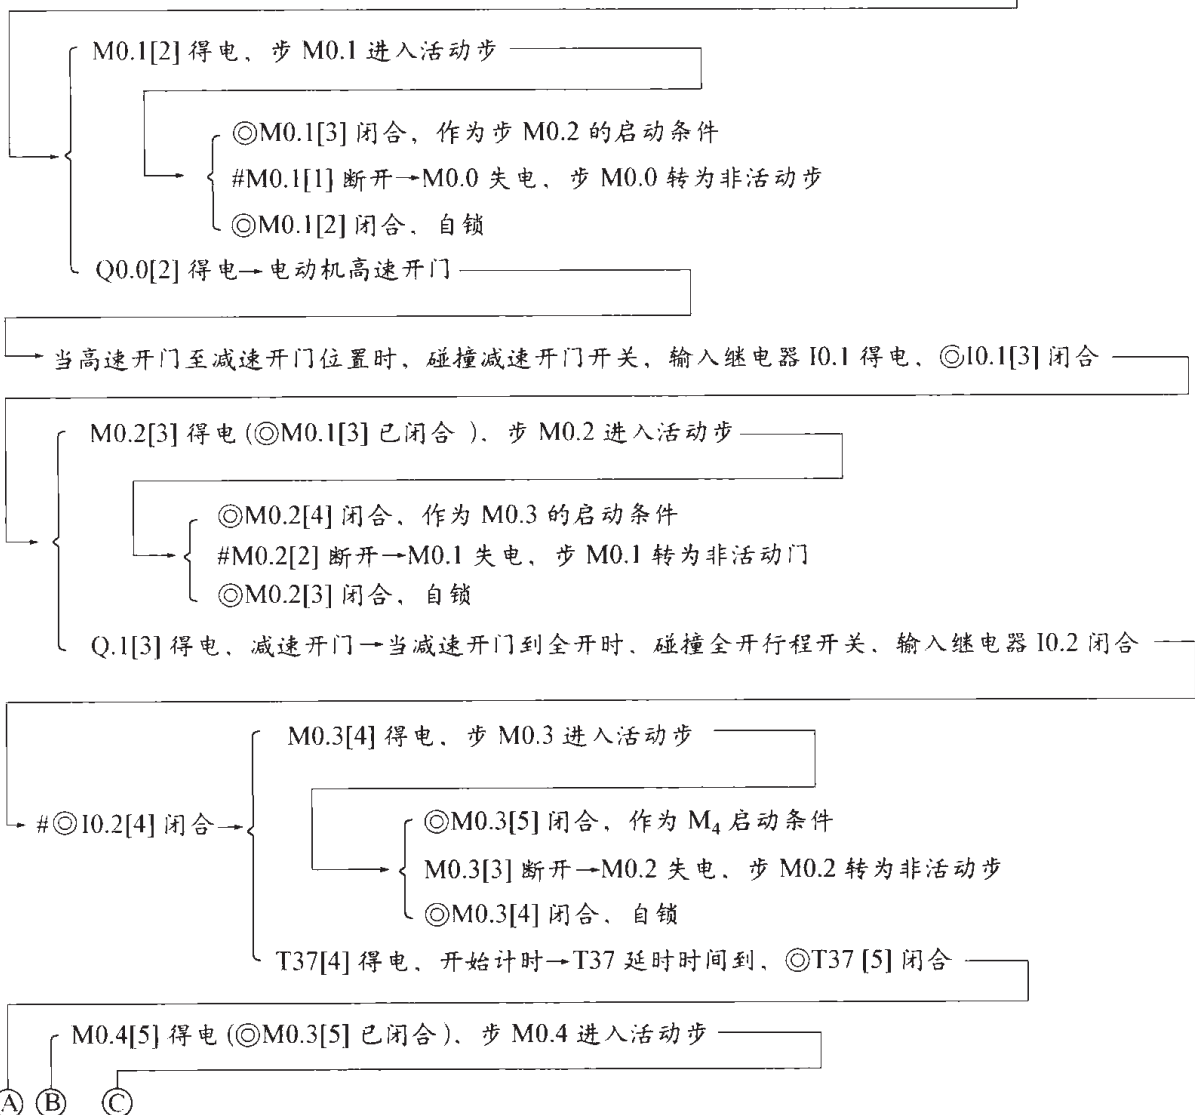 M0.1[2] 得电、步 M0.1 进入活动步
◎M0.1[3] 闭合、作为步 M0.2 的启动条件
#M0.1[1] 断开→M0.0 失电、步 M0.0 转为非活动步
◎M0.1[2] 闭合、自锁
Q0.0[2] 得电→电动机高速开门
当高速开门至减速开门位置时、碰撞减速开门开关、输入继电器 I0.1 得电、◎I0.1[3] 闭合
M0.2[3] 得电 (◎M0.1[3] 已闭合 )、步 M0.2 进入活动步
◎M0.2[4] 闭合、作为 M0.3 的启动条件
#M0.2[2] 断开→M0.1 失电、步 M0.1 转为非活动门
◎M0.2[3] 闭合、自锁
Q.1[3] 得电、减速开门→当减速开门到全开时、碰撞全开行程开关、输入继电器 I0.2 闭合
M0.3[4] 得电、步 M0.3 进入活动步
#◎I0.2[4] 闭合→
◎M0.3[5] 闭合、作为 M₄ 启动条件
M0.3[3] 断开→M0.2 失电、步 M0.2 转为非活动步
◎M0.3[4] 闭合、自锁
T37[4] 得电、开始计时→T37 延时时间到、◎T37 [5] 闭合
M0.4[5] 得电 (◎M0.3[5] 已闭合)、步 M0.4 进入活动步
A B C